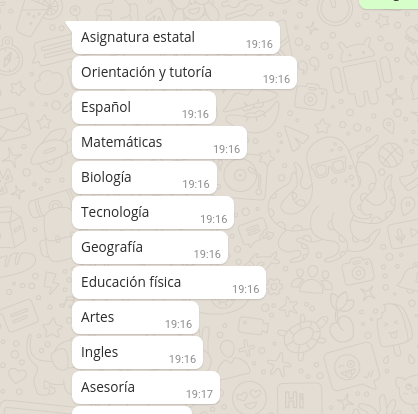 Asignatura estatal
19:16
Orientación y tutoría
19:16
Español
19:16
Matemáticas
19:16
Biología
19:16
Tecnología
19:16
Geografía
19:16
Educación física
19:16
Artes
19:16
Ingles
19:16
Asesoría
19:17